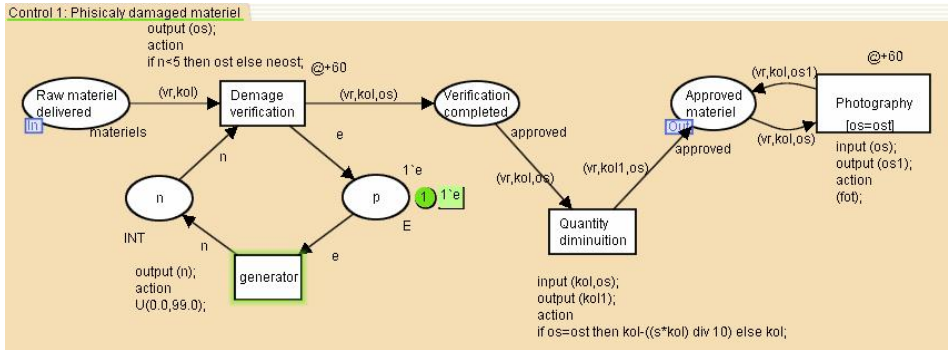 Control 1: Phisicaly damaged materiel
output (os);
action
if n<5 then ost else neost;
@+60
@+60
Raw materiel
delivered
In
materiels
(vr,kol)
Demage
verification
(vr,kol,os)
Verification
completed
approved
Approved
materiel
Out
approved
(vr,kol,os1)
(vr,kol,os)
Photography
[os=ost]
input (os);
output (os1);
action
(fot);
n
e
n
INT
p
1`e
1
1`e
E
n
e
generator
output (n);
action
U(0.0,99.0);
(vr,kol,os)
(vr,kol1,os)
Quantity
diminuition
input (kol,os);
output (kol1);
action
if os=ost then kol-((s*kol) div 10) else kol;